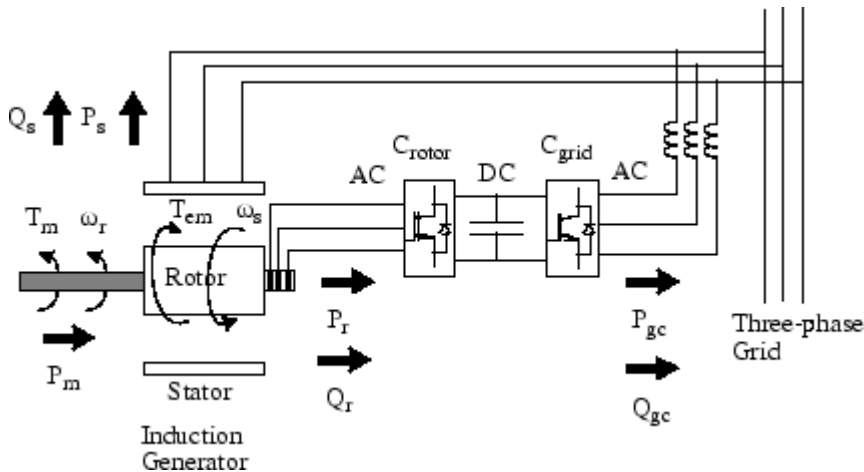 Q_s P_s
C_rotor C_grid
AC DC AC
T_m ω_r T_em ω_s
Rotor
P_m P_r P_gc
Three-phase
Grid
Stator Q_r Q_gc
Induction
Generator